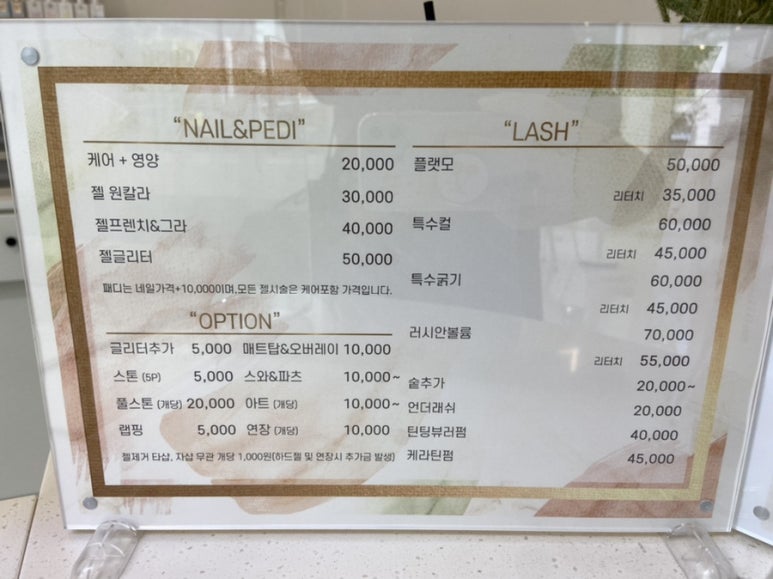 “NAIL&PEDI”
케어 + 영양 20,000
젤 원칼라 30,000
젤프렌치&그라 40,000
젤글리터 50,000
패디는 네일가격+10,000이며,모든 젤시술은 케어포함 가격입니다.
“OPTION”
글리터추가 5,000 매트탑&오버레이 10,000
스톤 (5P) 5,000 스와&파츠 10,000~
풀스톤 (개당) 20,000 아트 (개당) 10,000~
랩핑 5,000 연장 (개당) 10,000
젤제거 타샵, 자샵 무관 개당 1,000원(하드젤 및 연장시 추가금 발생)
“LASH”
플랫모 50,000
리터치 35,000
특수컬 60,000
리터치 45,000
특수굵기 60,000
리터치 45,000
러시안볼륨 70,000
리터치 55,000
숱추가 20,000~
언더래쉬 20,000
틴팅뷰러펌 40,000
케라틴펌 45,000